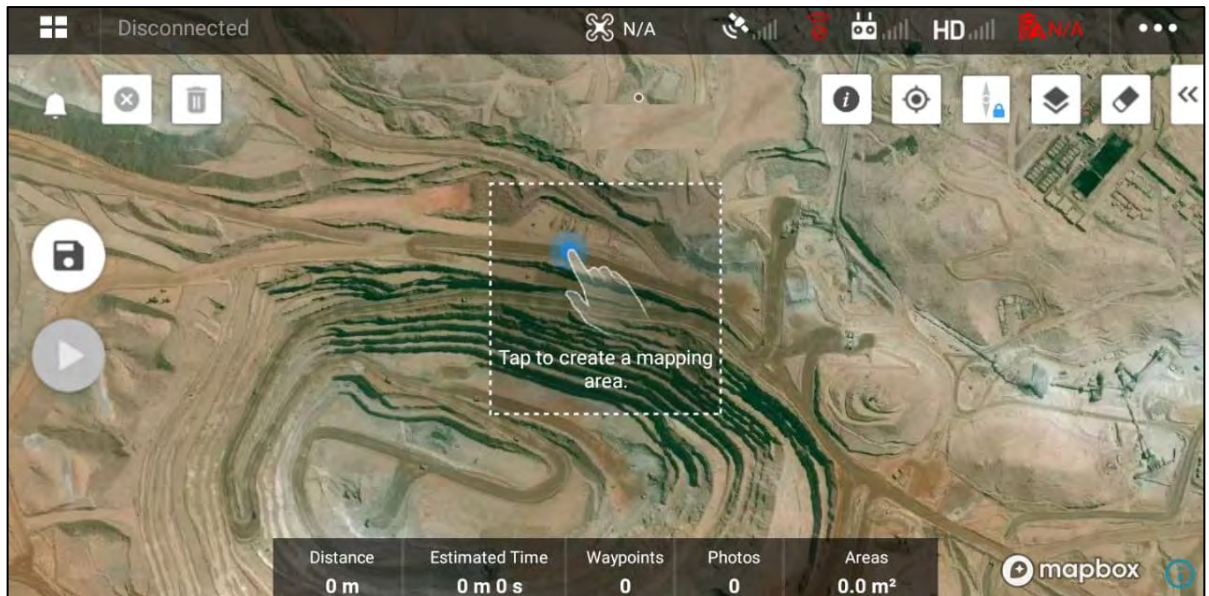 Disconnected N/A HD N/A
Tap to create a mapping
area.
Distance Estimated Time Waypoints Photos Areas
0 m 0 m 0 s 0 0 0.0 m²
mapbox